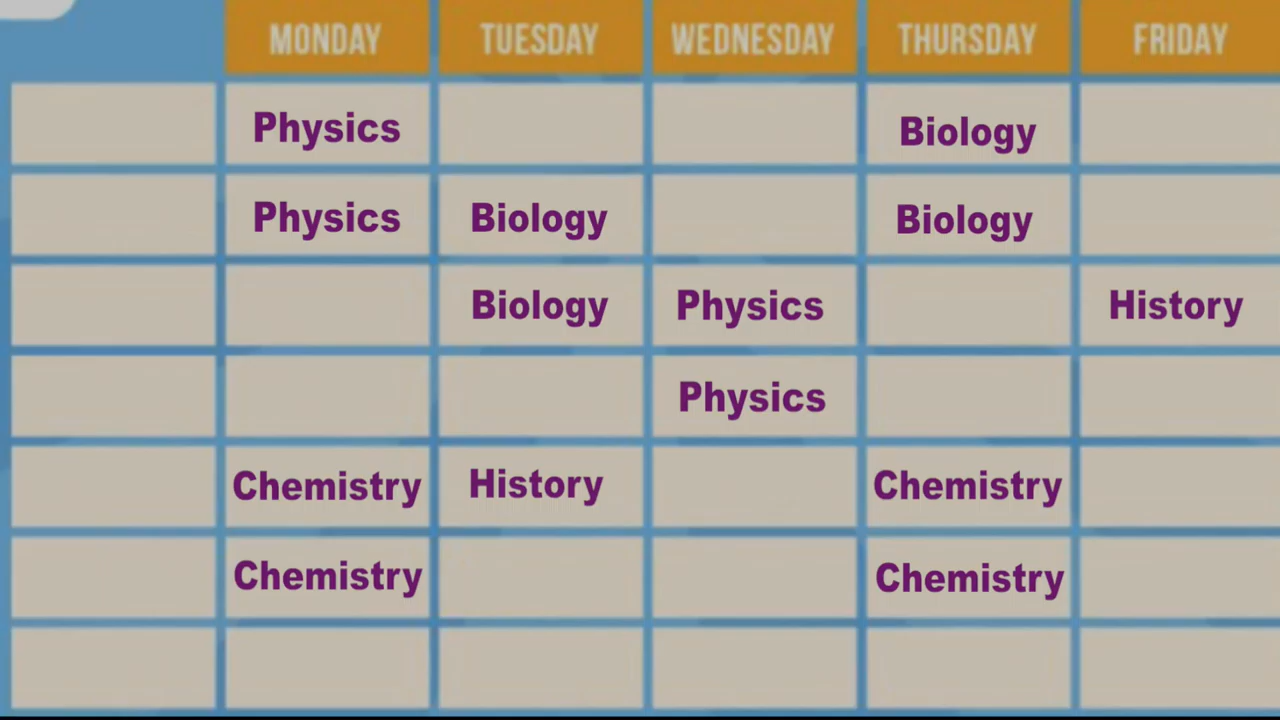 MONDAY TUESDAY WEDNESDAY THURSDAY FRIDAY
Physics Biology
Physics Biology Biology
Biology Physics History
Physics
Chemistry History Chemistry
Chemistry Chemistry